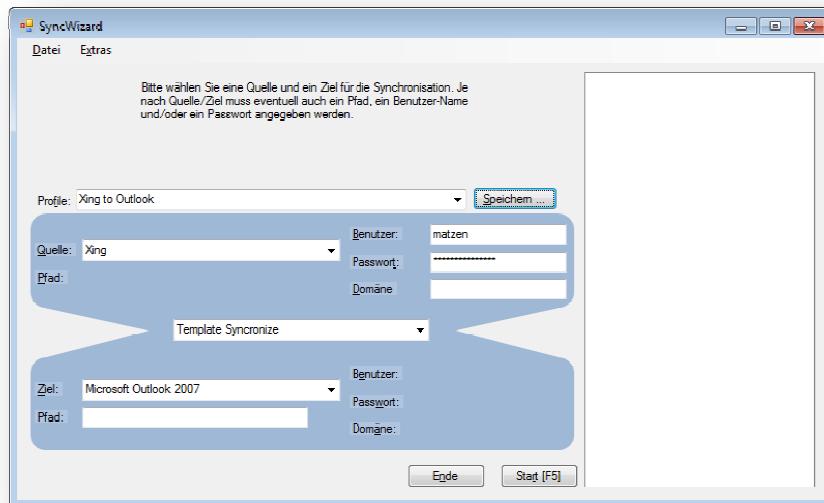 SyncWizard
Datei Extras
Bitte wählen Sie eine Quelle und ein Ziel für die Synchronisation. Je
nach Quelle/Ziel muss eventuell auch ein Pfad, ein Benutzer-Name
und/oder ein Passwort angegeben werden.
Profile: Xing to Outlook Speichern ...
Benutzer: matzen
Quelle: Xing
Passwort: ***************
Pfad:
Domäne
Template Syncronize
Benutzer:
Ziel: Microsoft Outlook 2007
Passwort:
Pfad:
Domäne:
Ende Start [F5]